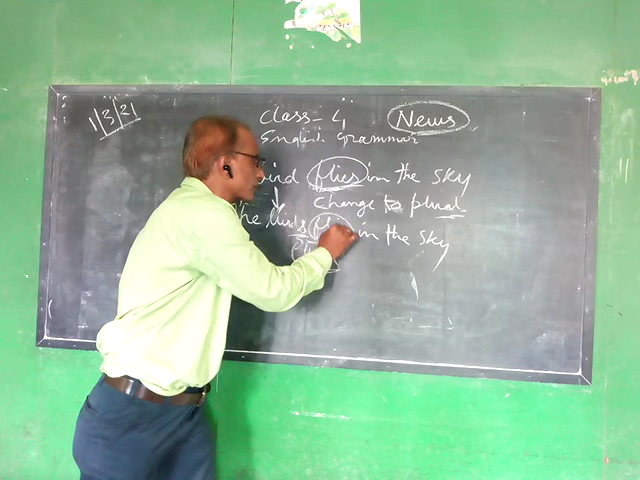 1/3/21
Class-4 News
English Grammar
bird flies in the sky
change to plural
The birds in the sky